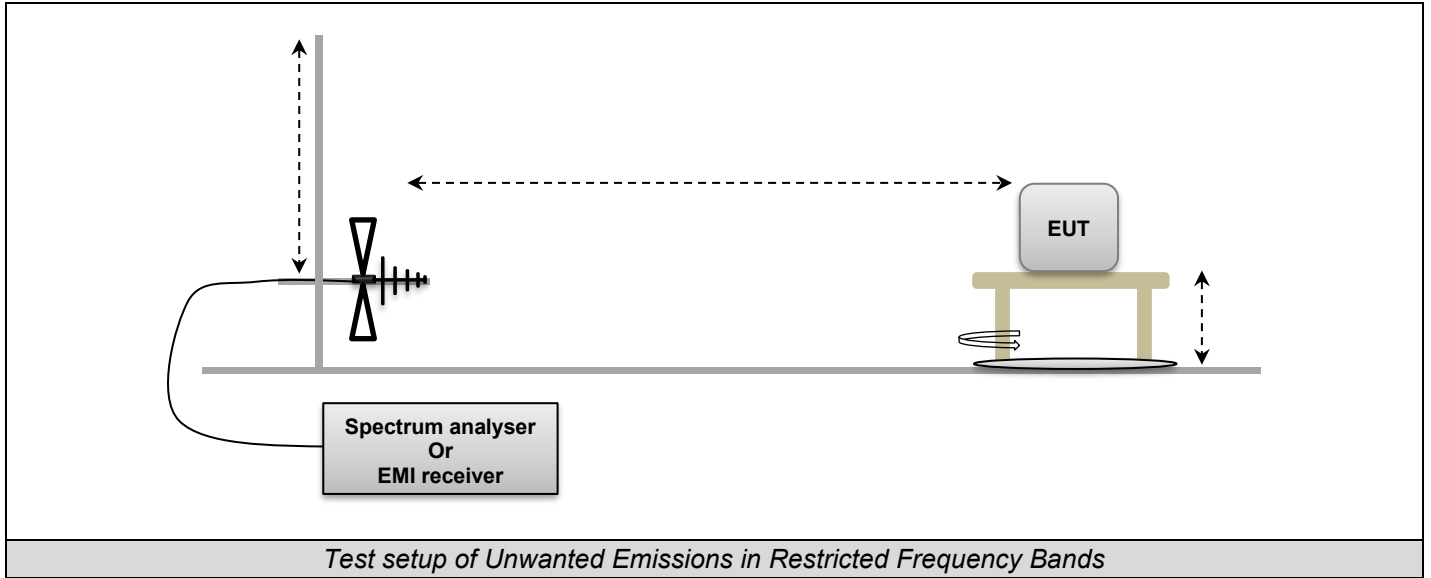 EUT
Spectrum analyser
Or
EMI receiver
Test setup of Unwanted Emissions in Restricted Frequency Bands